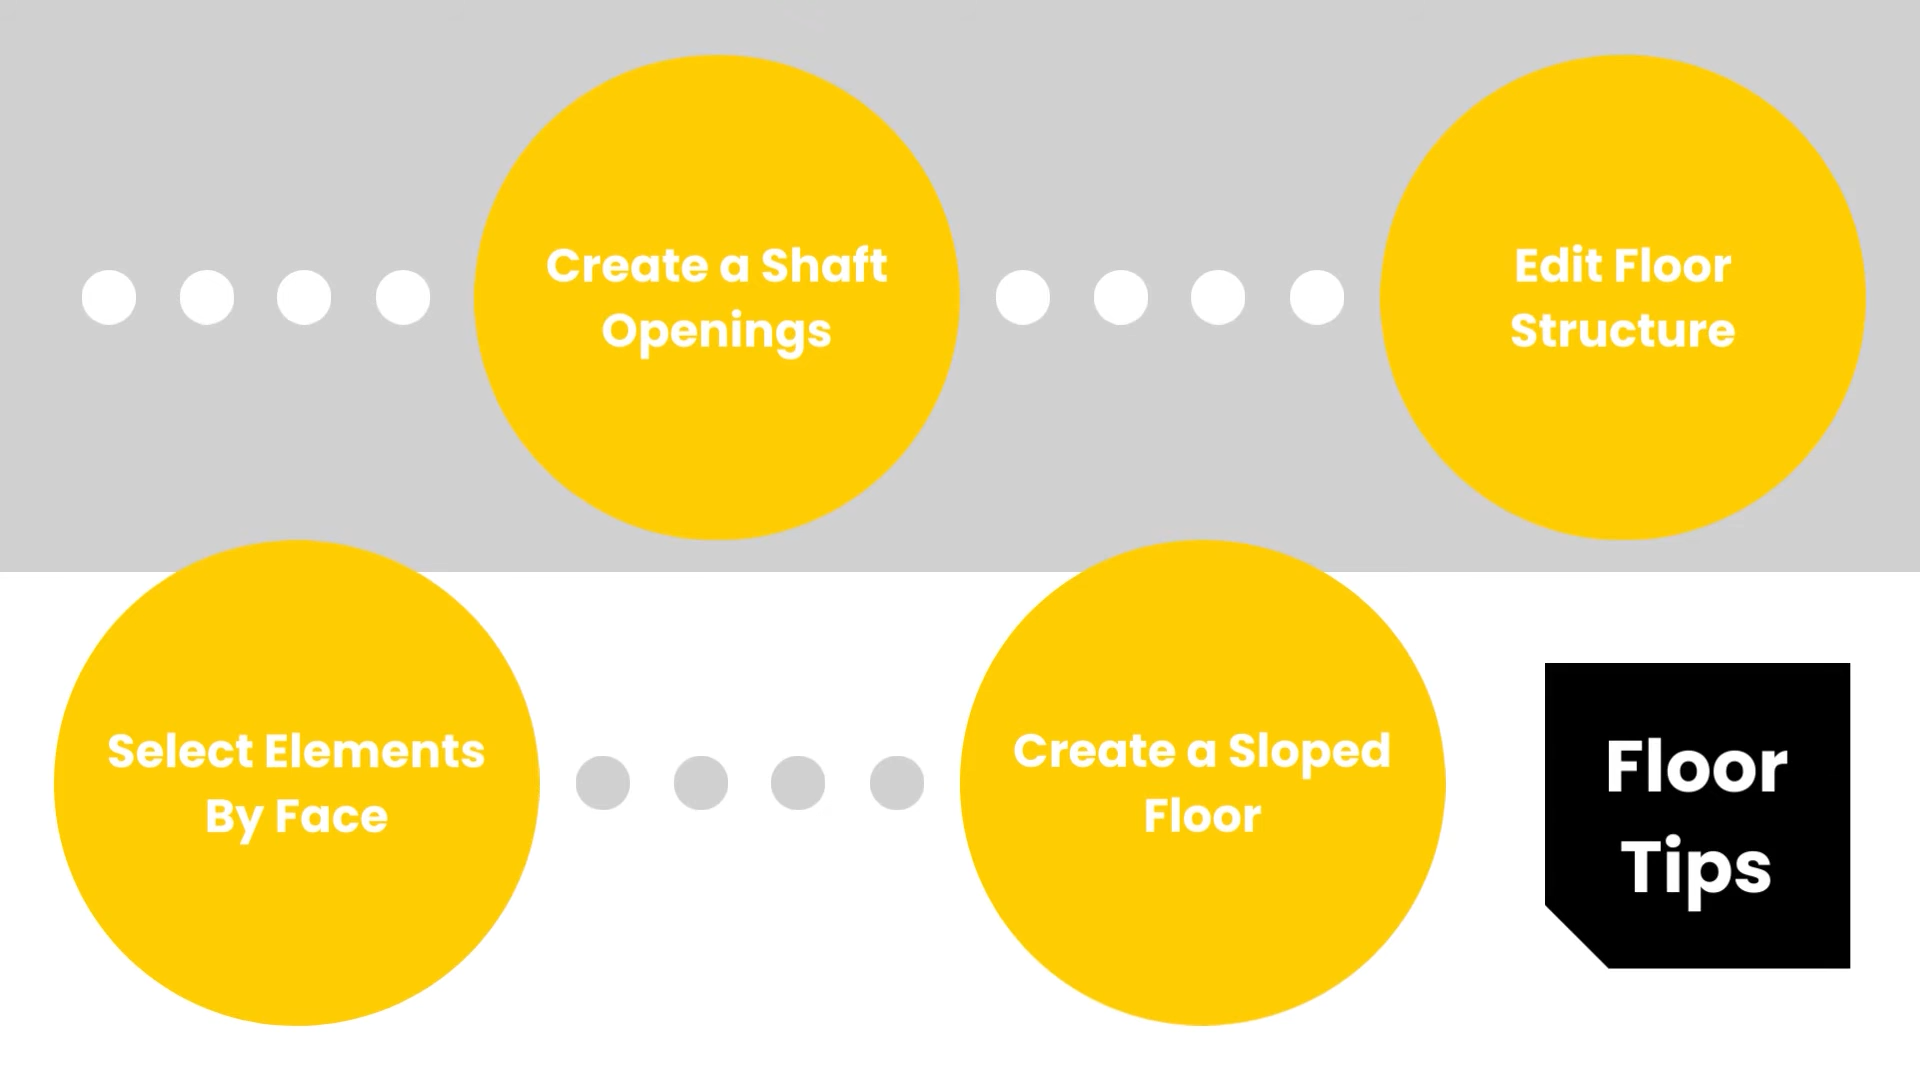 Create a Shaft
Openings
Edit Floor
Structure
Select Elements
By Face
Create a Sloped
Floor
Floor
Tips